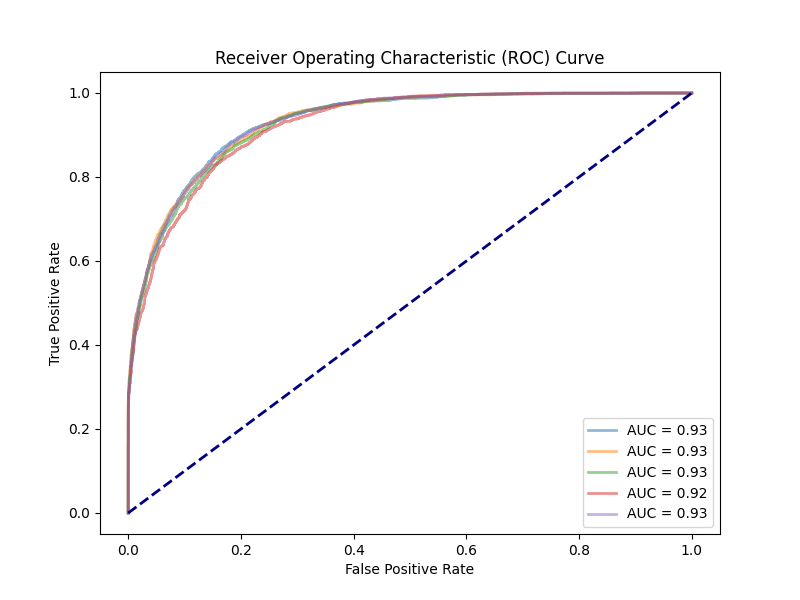 Receiver Operating Characteristic (ROC) Curve
True Positive Rate
1.0
0.8
0.6
0.4
0.2
0.0
AUC = 0.93
AUC = 0.93
AUC = 0.93
AUC = 0.92
AUC = 0.93
0.0 0.2 0.4 0.6 0.8 1.0
False Positive Rate